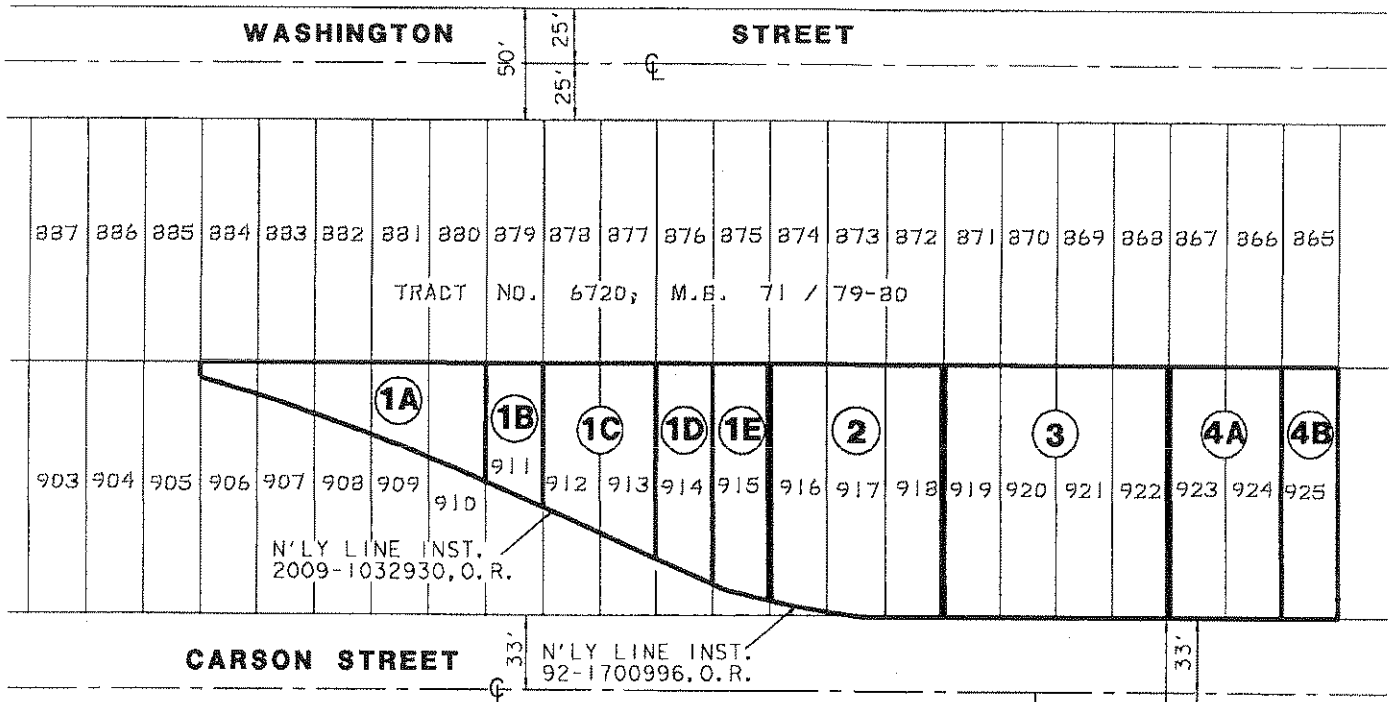 WASHINGTON STREET
50' 25' 25' ℄
887 886 885 884 883 882 881 880 879 878 877 876 875 874 873 872 871 870 869 868 867 866 865
TRACT NO. 6720; M.B. 71 / 79-80
1A 1B 1C 1D 1E 2 3 4A 4B
903 904 905 906 907 908 909 910 911 912 913 914 915 916 917 918 919 920 921 922 923 924 925
N'LY LINE INST.
2009-1032930,O.R.
CARSON STREET
33'
N'LY LINE INST.
92-1700996,O.R.
33'
℄